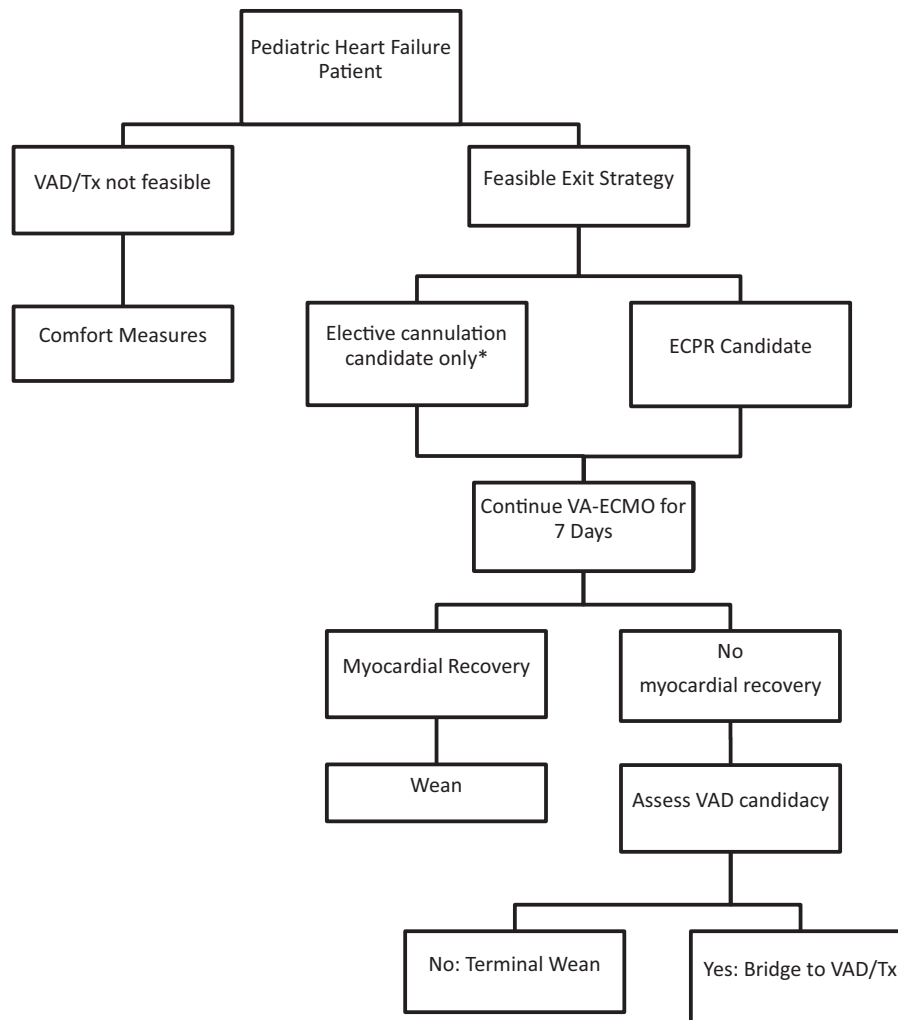 Pediatric Heart Failure
Patient
VAD/Tx not feasible
Feasible Exit Strategy
Comfort Measures
Elective cannulation
candidate only*
ECPR Candidate
Continue VA-ECMO for
7 Days
Myocardial Recovery
No
myocardial recovery
Wean
Assess VAD candidacy
No: Terminal Wean
Yes: Bridge to VAD/Tx